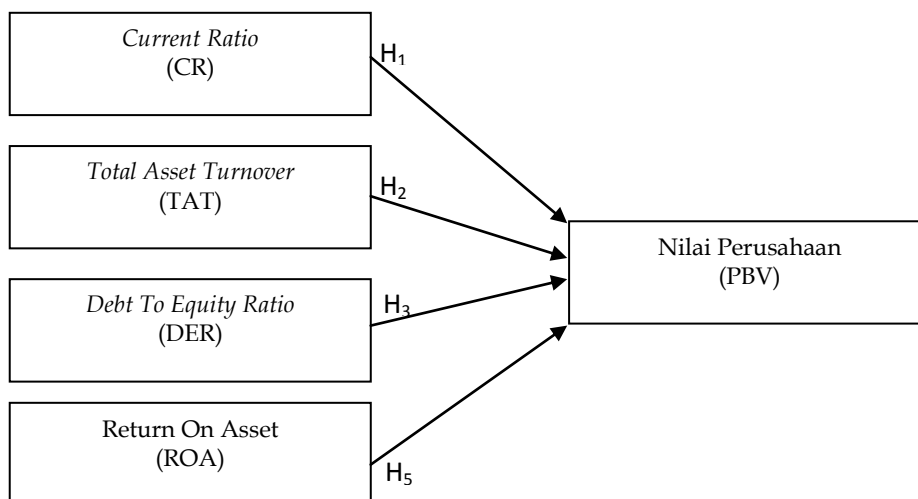 Current Ratio
(CR)
H₁
Total Asset Turnover
(TAT)
H₂
Nilai Perusahaan
(PBV)
Debt To Equity Ratio
(DER)
H₃
Return On Asset
(ROA)
H₅